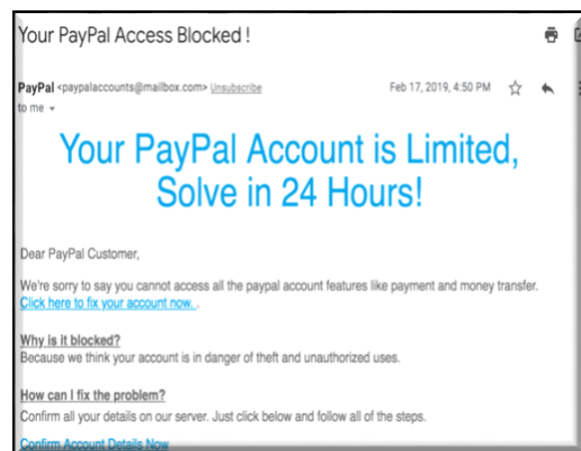 Your PayPal Access Blocked !
PayPal <paypalaccounts@mailbox.com> Unsubscribe Feb 17, 2019, 4:50 PM
to me
Your PayPal Account is Limited,
Solve in 24 Hours!
Dear PayPal Customer,
We're sorry to say you cannot access all the paypal account features like payment and money transfer.
Click here to fix your account now. .
Why is it blocked?
Because we think your account is in danger of theft and unauthorized uses.
How can I fix the problem?
Confirm all your details on our server. Just click below and follow all of the steps.
Confirm Account Details Now